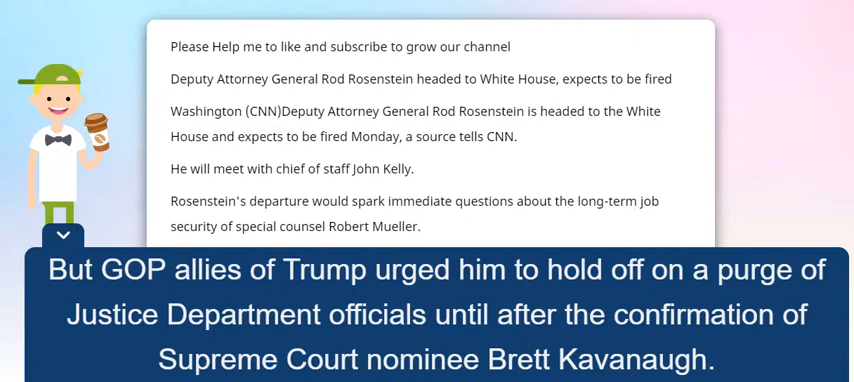 Please Help me to like and subscribe to grow our channel
Deputy Attorney General Rod Rosenstein headed to White House, expects to be fired
Washington (CNN)Deputy Attorney General Rod Rosenstein is headed to the White
House and expects to be fired Monday, a source tells CNN.
He will meet with chief of staff John Kelly.
Rosenstein's departure would spark immediate questions about the long-term job
security of special counsel Robert Mueller.
But GOP allies of Trump urged him to hold off on a purge of
Justice Department officials until after the confirmation of
Supreme Court nominee Brett Kavanaugh.